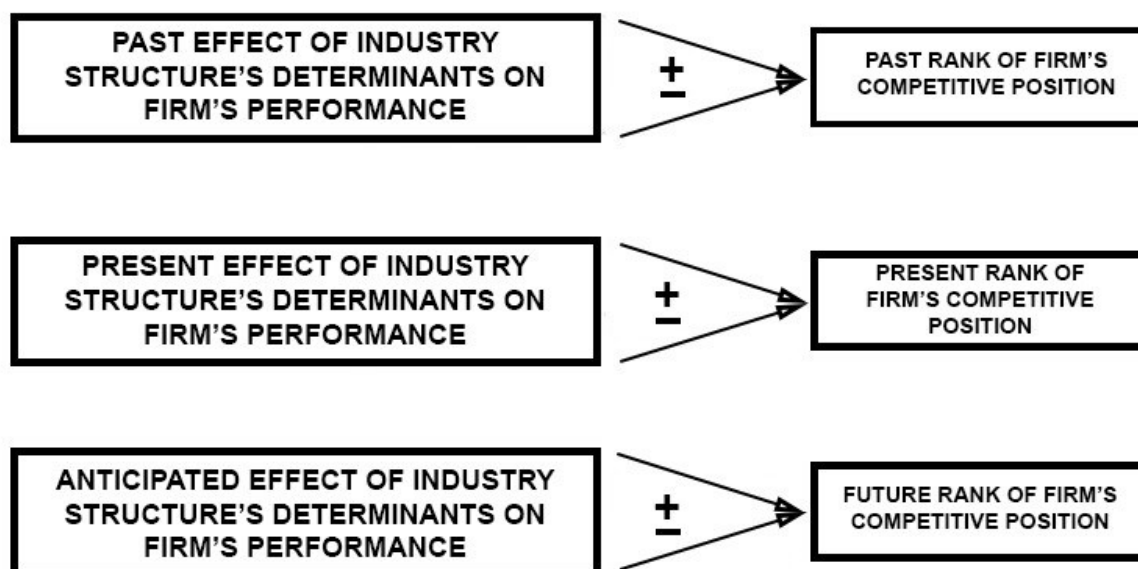 PAST EFFECT OF INDUSTRY
STRUCTURE'S DETERMINANTS ON
FIRM'S PERFORMANCE
+
–
PAST RANK OF FIRM'S
COMPETITIVE POSITION
PRESENT EFFECT OF INDUSTRY
STRUCTURE'S DETERMINANTS ON
FIRM'S PERFORMANCE
+
–
PRESENT RANK OF
FIRM'S COMPETITIVE
POSITION
ANTICIPATED EFFECT OF INDUSTRY
STRUCTURE'S DETERMINANTS ON
FIRM'S PERFORMANCE
+
–
FUTURE RANK OF FIRM'S
COMPETITIVE POSITION